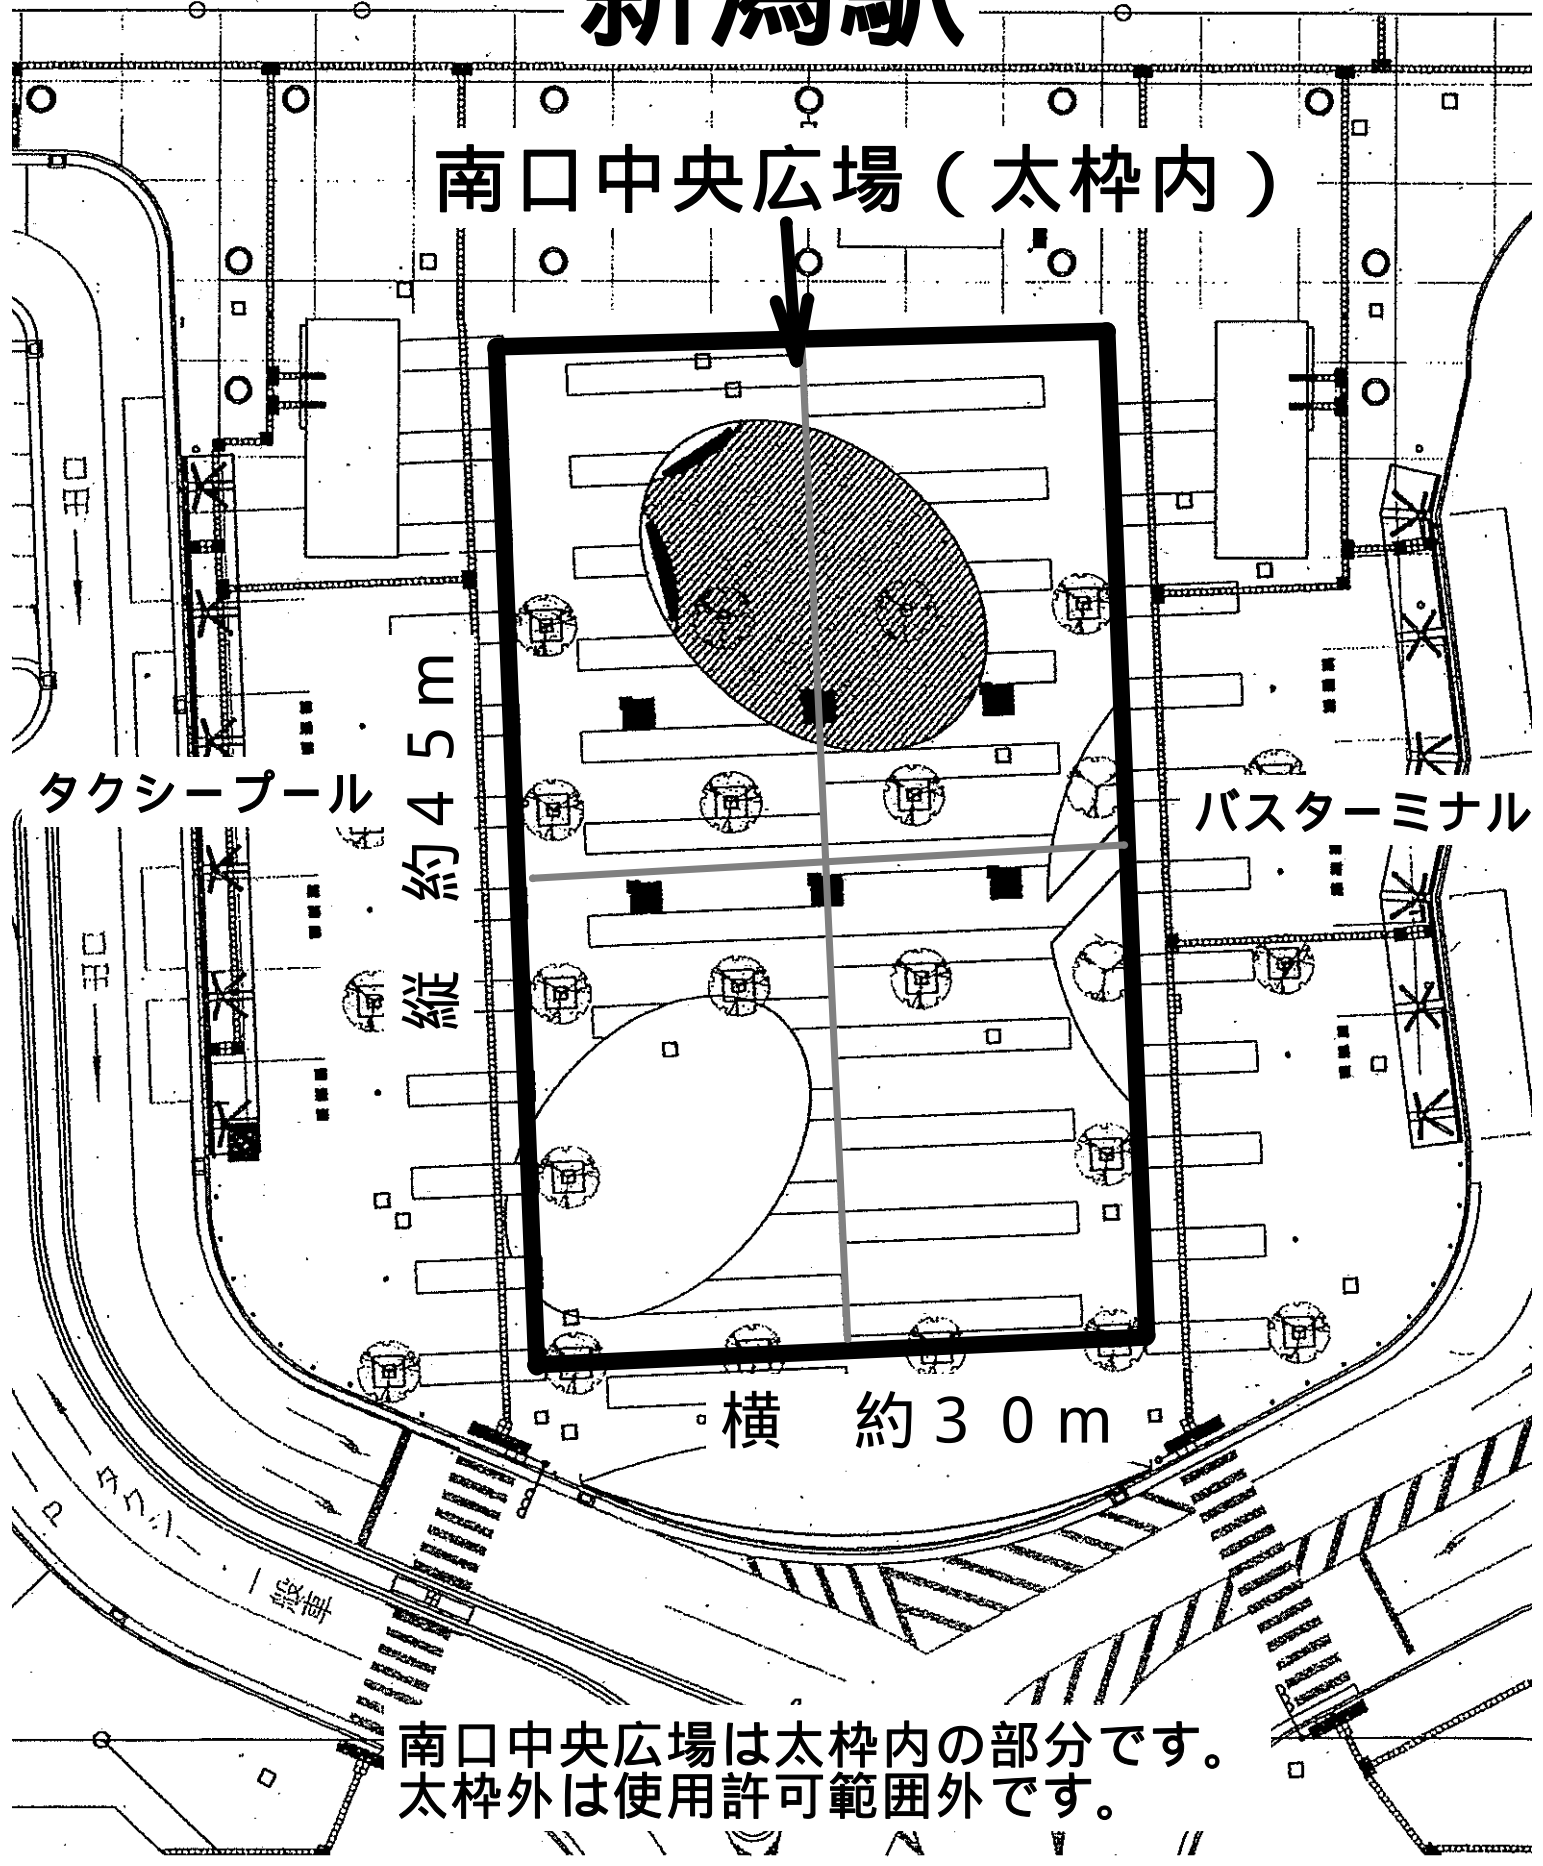 新潟駅
南口中央広場（太枠内）
縦 約45m
タクシープール
バスターミナル
横 約30m
一般車
南口中央広場は太枠内の部分です。
太枠外は使用許可範囲外です。